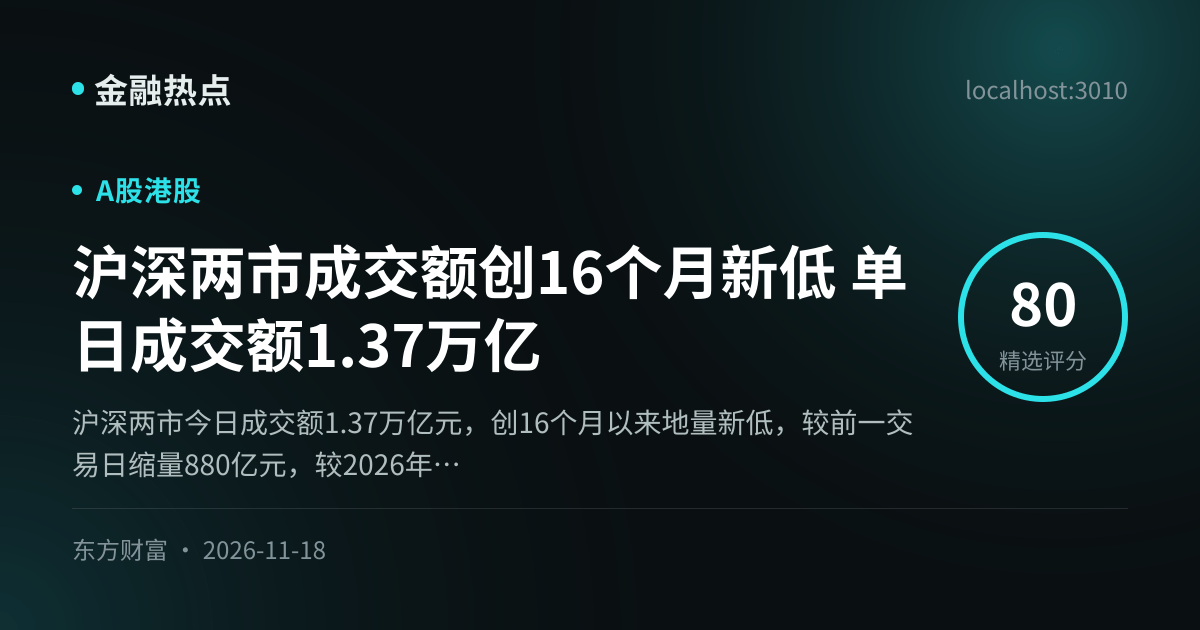 金融热点
localhost:3010
A股港股
沪深两市成交额创16个月新低 单
日成交额1.37万亿
80
精选评分
沪深两市今日成交额1.37万亿元，创16个月以来地量新低，较前一交
易日缩量880亿元，较2026年…
东方财富 • 2026-11-18